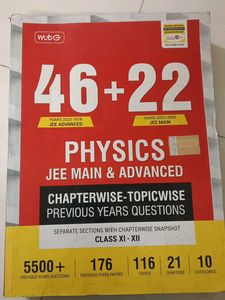 mtG
46+22
YEARS 2023-1978
JEE ADVANCED
YEARS 2023-2002
JEE MAIN
PHYSICS
JEE MAIN & ADVANCED
CHAPTERWISE-TOPICWISE
PREVIOUS YEARS QUESTIONS
SEPARATE SECTIONS WITH CHAPTERWISE SNAPSHOT
CLASS XI - XII
5500+ 176 116 21 10
PREVIOUS YEARS QUESTIONS PREVIOUS YEARS PAPERS TOPICS CHAPTERS CATEGORIES